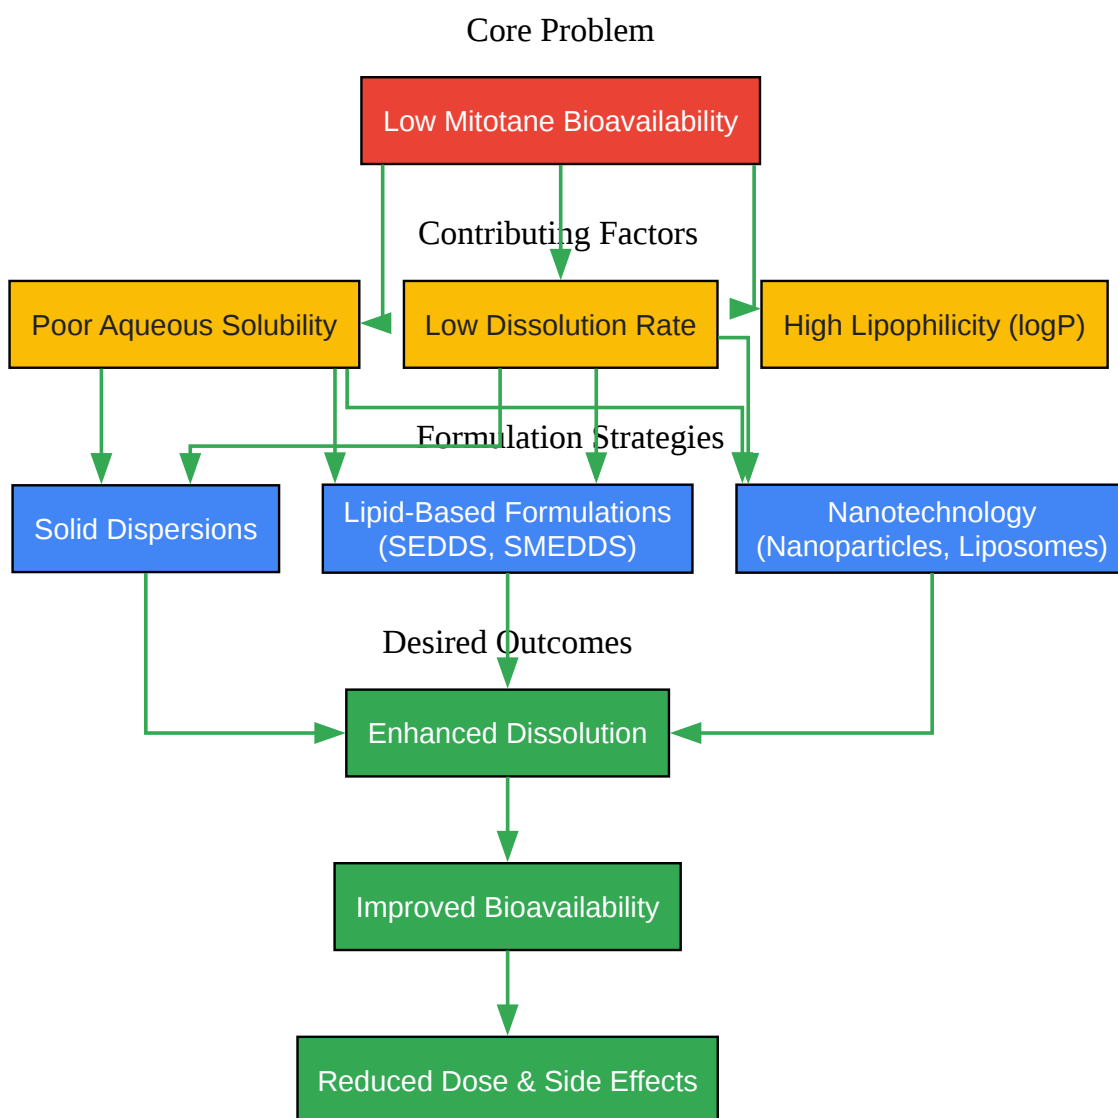 Core Problem
Low Mitotane Bioavailability
Contributing Factors
Poor Aqueous Solubility
Low Dissolution Rate
High Lipophilicity (logP)
Formulation Strategies
Solid Dispersions
Lipid-Based Formulations
(SEDDS, SMEDDS)
Nanotechnology
(Nanoparticles, Liposomes)
Desired Outcomes
Enhanced Dissolution
Improved Bioavailability
Reduced Dose & Side Effects